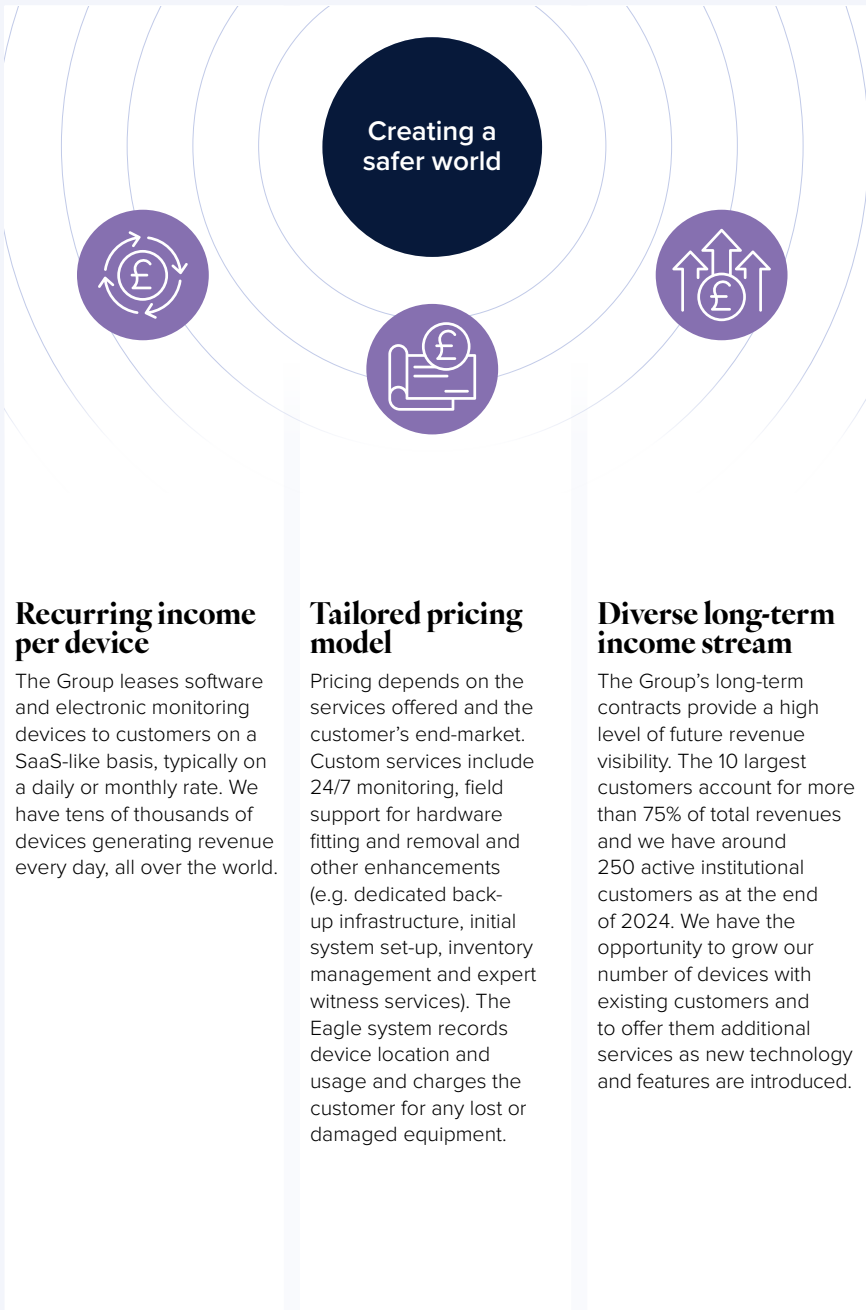 Creating a
safer world
£
£
£
Recurring income
per device
The Group leases software
and electronic monitoring
devices to customers on a
SaaS-like basis, typically on
a daily or monthly rate. We
have tens of thousands of
devices generating revenue
every day, all over the world.
Tailored pricing
model
Pricing depends on the
services offered and the
customer’s end-market.
Custom services include
24/7 monitoring, field
support for hardware
fitting and removal and
other enhancements
(e.g. dedicated back-
up infrastructure, initial
system set-up, inventory
management and expert
witness services). The
Eagle system records
device location and
usage and charges the
customer for any lost or
damaged equipment.
Diverse long-term
income stream
The Group’s long-term
contracts provide a high
level of future revenue
visibility. The 10 largest
customers account for more
than 75% of total revenues
and we have around
250 active institutional
customers as at the end
of 2024. We have the
opportunity to grow our
number of devices with
existing customers and
to offer them additional
services as new technology
and features are introduced.